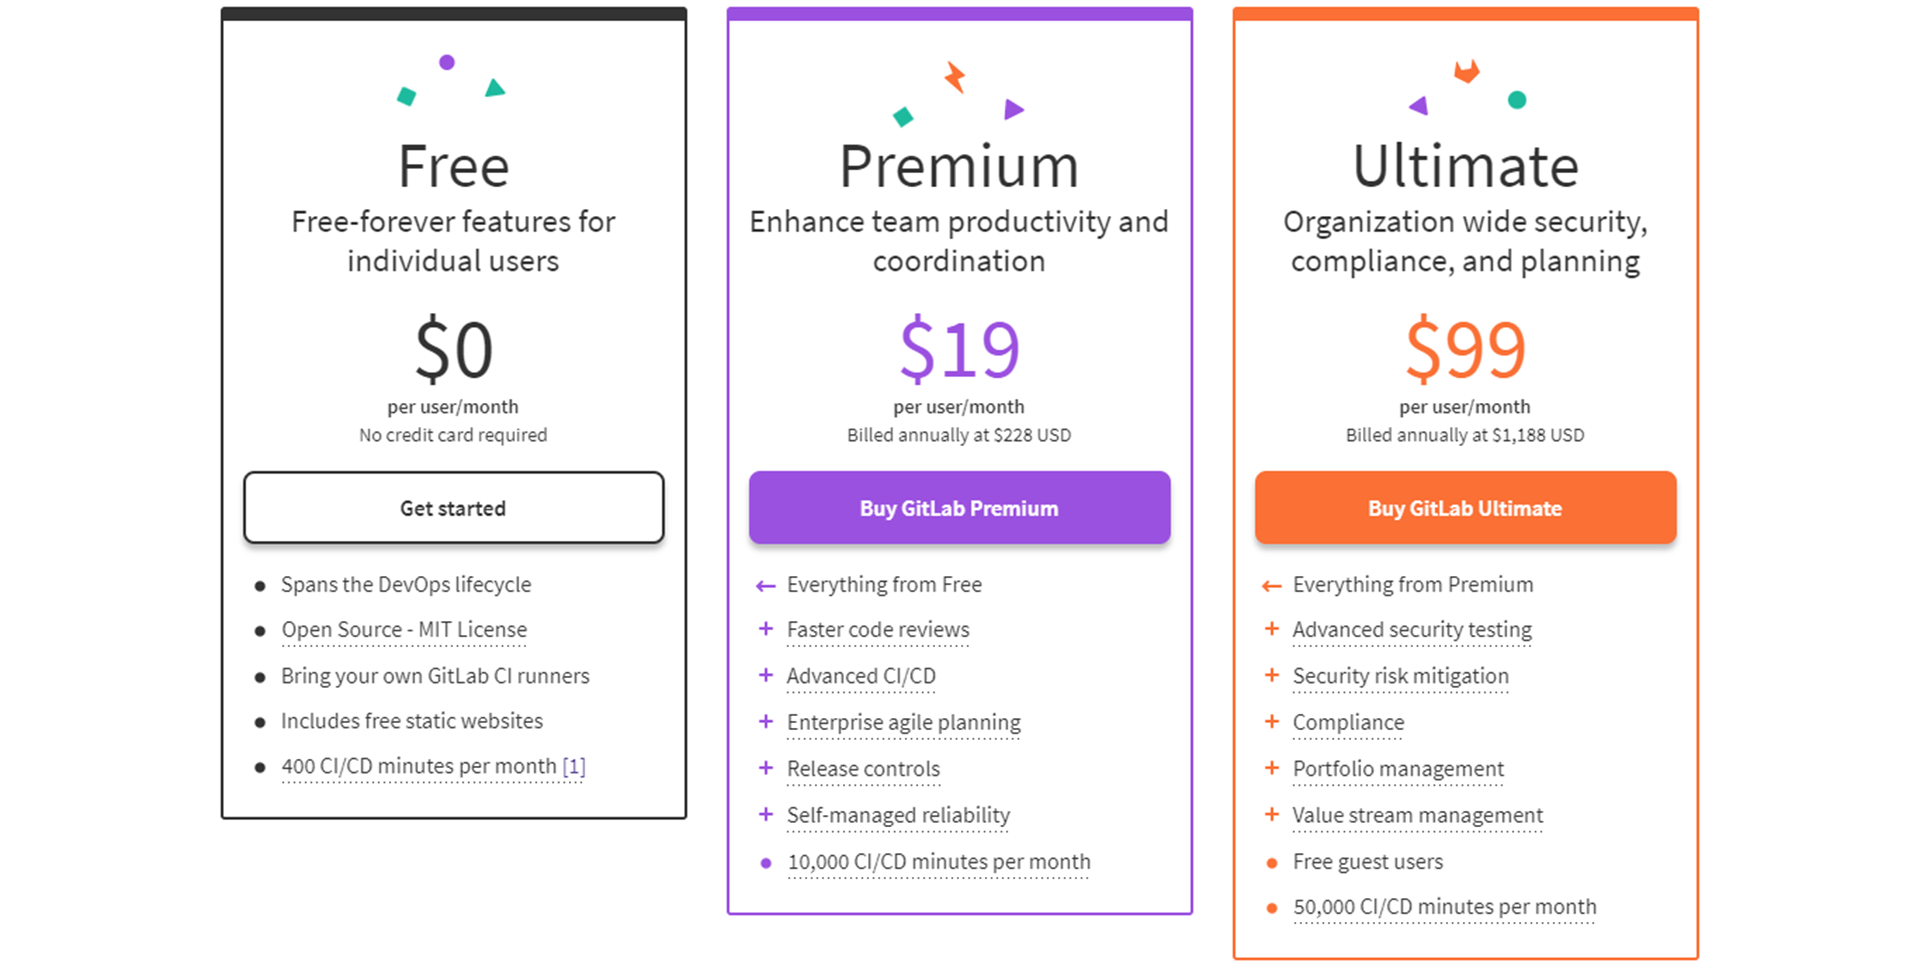 Free
Free-forever features for
individual users
$0
per user/month
No credit card required
Get started
Spans the DevOps lifecycle
Open Source - MIT License
Bring your own GitLab CI runners
Includes free static websites
400 CI/CD minutes per month [1]
Premium
Enhance team productivity and
coordination
$19
per user/month
Billed annually at $228 USD
Buy GitLab Premium
← Everything from Free
+ Faster code reviews
+ Advanced CI/CD
+ Enterprise agile planning
+ Release controls
+ Self-managed reliability
10,000 CI/CD minutes per month
Ultimate
Organization wide security,
compliance, and planning
$99
per user/month
Billed annually at $1,188 USD
Buy GitLab Ultimate
← Everything from Premium
+ Advanced security testing
+ Security risk mitigation
+ Compliance
+ Portfolio management
+ Value stream management
Free guest users
50,000 CI/CD minutes per month